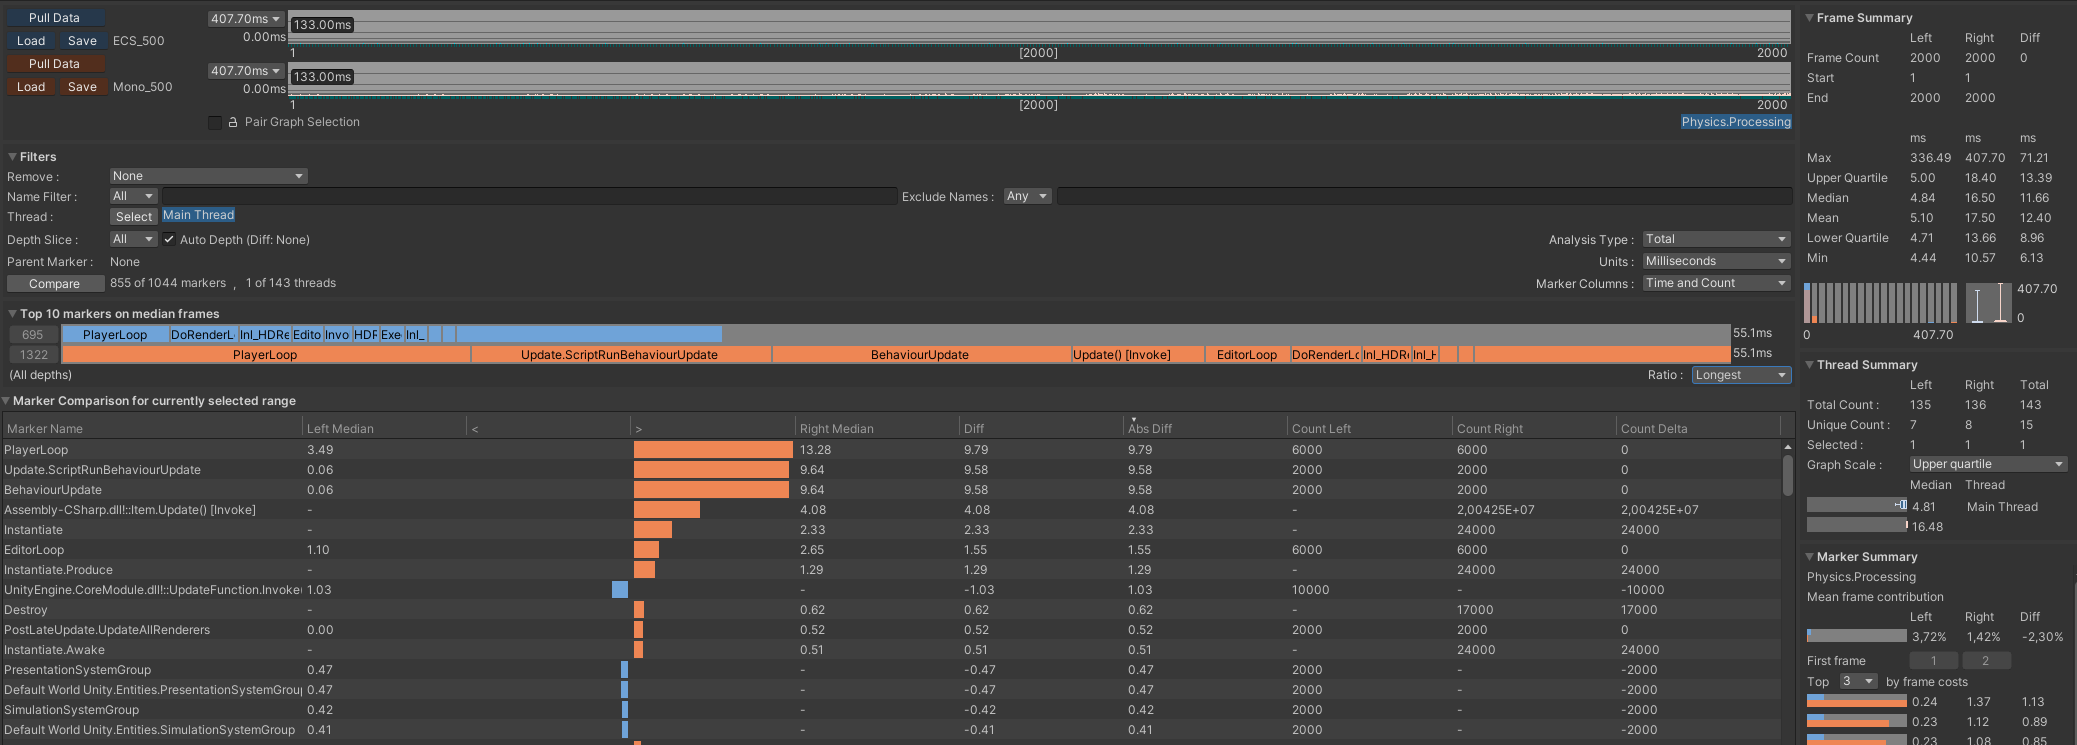 Pull Data
Load Save ECS_500
Pull Data
Load Save Mono_500
407.70ms
133.00ms
0.00ms
1 [2000] 2000
407.70ms
133.00ms
0.00ms
1 [2000] 2000
Pair Graph Selection Physics.Processing
Filters
Remove : None
Name Filter : All Exclude Names : Any
Thread : Select Main Thread
Depth Slice : All Auto Depth (Diff: None) Analysis Type : Total
Parent Marker : None Units : Milliseconds
Compare 855 of 1044 markers , 1 of 143 threads Marker Columns : Time and Count
Top 10 markers on median frames
695 PlayerLoop DoRenderL Inl_HDRe Edito Invo HDF Exe Inl_ 55.1ms
1322 PlayerLoop Update.ScriptRunBehaviourUpdate BehaviourUpdate Update() [Invoke] EditorLoop DoRenderLo Inl_HDR Inl_H 55.1ms
(All depths) Ratio : Longest
Marker Comparison for currently selected range
Marker Name Left Median < > Right Median Diff Abs Diff Count Left Count Right Count Delta
PlayerLoop 3.49 13.28 9.79 9.79 6000 6000 0
Update.ScriptRunBehaviourUpdate 0.06 9.64 9.58 9.58 2000 2000 0
BehaviourUpdate 0.06 9.64 9.58 9.58 2000 2000 0
Assembly-CSharp.dll!::Item.Update() [Invoke] - 4.08 4.08 4.08 - 2,00425E+07 2,00425E+07
Instantiate - 2.33 2.33 2.33 - 24000 24000
EditorLoop 1.10 2.65 1.55 1.55 6000 6000 0
Instantiate.Produce - 1.29 1.29 1.29 - 24000 24000
UnityEngine.CoreModule.dll!::UpdateFunction.Invoke( 1.03 - -1.03 1.03 10000 - -10000
Destroy - 0.62 0.62 0.62 - 17000 17000
PostLateUpdate.UpdateAllRenderers 0.00 0.52 0.52 0.52 2000 2000 0
Instantiate.Awake - 0.51 0.51 0.51 - 24000 24000
PresentationSystemGroup 0.47 - -0.47 0.47 2000 - -2000
Default World Unity.Entities.PresentationSystemGrou 0.47 - -0.47 0.47 2000 - -2000
SimulationSystemGroup 0.42 - -0.42 0.42 2000 - -2000
Default World Unity.Entities.SimulationSystemGroup 0.41 - -0.41 0.41 2000 - -2000
Frame Summary
Left Right Diff
Frame Count 2000 2000 0
Start 1 1
End 2000 2000
ms ms ms
Max 336.49 407.70 71.21
Upper Quartile 5.00 18.40 13.39
Median 4.84 16.50 11.66
Mean 5.10 17.50 12.40
Lower Quartile 4.71 13.66 8.96
Min 4.44 10.57 6.13
407.70
0
0 407.70
Thread Summary
Left Right Total
Total Count : 135 136 143
Unique Count : 7 8 15
Selected : 1 1 1
Graph Scale : Upper quartile
Median Thread
4.81 Main Thread
16.48
Marker Summary
Physics.Processing
Mean frame contribution
Left Right Diff
3,72% 1,42% -2,30%
First frame 1 2
Top 3 by frame costs
0.24 1.37 1.13
0.23 1.12 0.89
0.23 1.08 0.85